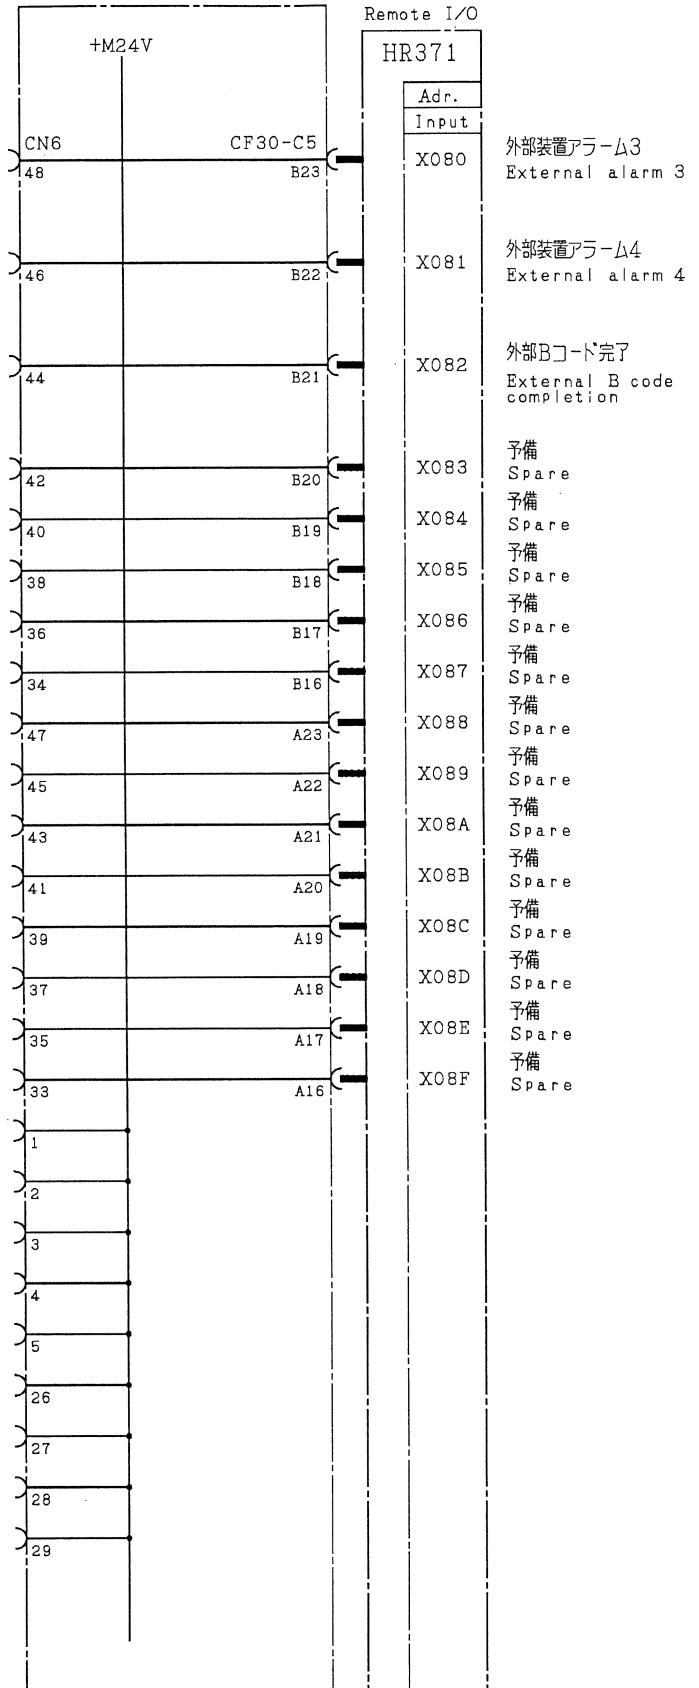 Remote I/O
+M24V
HR371
Adr.
Input
CN6 CF30-C5
48 B23 X080 外部装置アラーム3
External alarm 3
46 B22 X081 外部装置アラーム4
External alarm 4
44 B21 X082 外部Bコード完了
External B code
completion
42 B20 X083 予備
Spare
40 B19 X084 予備
Spare
38 B18 X085 予備
Spare
36 B17 X086 予備
Spare
34 B16 X087 予備
Spare
47 A23 X088 予備
Spare
45 A22 X089 予備
Spare
43 A21 X08A 予備
Spare
41 A20 X08B 予備
Spare
39 A19 X08C 予備
Spare
37 A18 X08D 予備
Spare
35 A17 X08E 予備
Spare
33 A16 X08F 予備
Spare
1
2
3
4
5
26
27
28
29